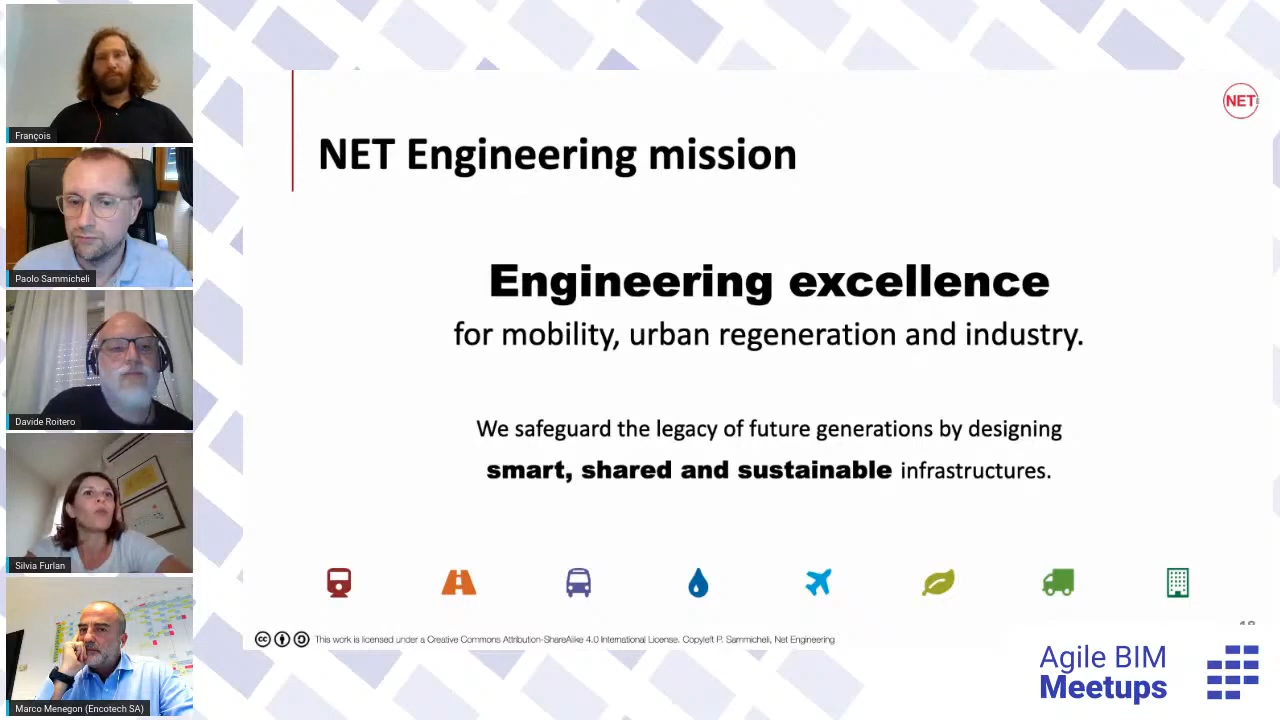 François
Paolo Sammicheli
Davide Roitero
Silvia Furlan
Marco Menegon (Encotech SA)
NET
NET Engineering mission
Engineering excellence
for mobility, urban regeneration and industry.
We safeguard the legacy of future generations by designing
smart, shared and sustainable infrastructures.
This work is licensed under a Creative Commons Attribution-ShareAlike 4.0 International License. Copyleft P. Sammicheli, Net Engineering
Agile BIM
Meetups